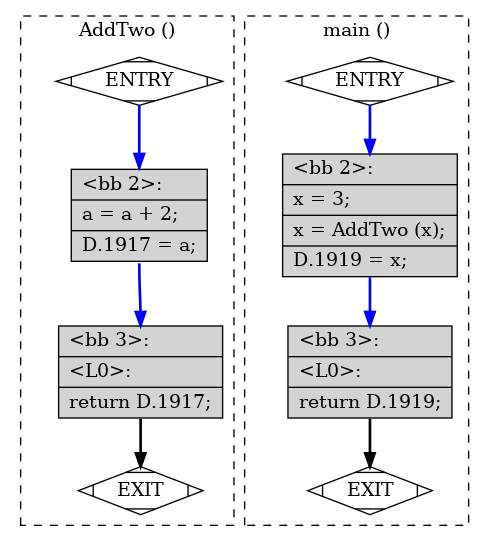 AddTwo ()
ENTRY
<bb 2>:
a = a + 2;
D.1917 = a;
<bb 3>:
<L0>:
return D.1917;
EXIT
main ()
ENTRY
<bb 2>:
x = 3;
x = AddTwo (x);
D.1919 = x;
<bb 3>:
<L0>:
return D.1919;
EXIT